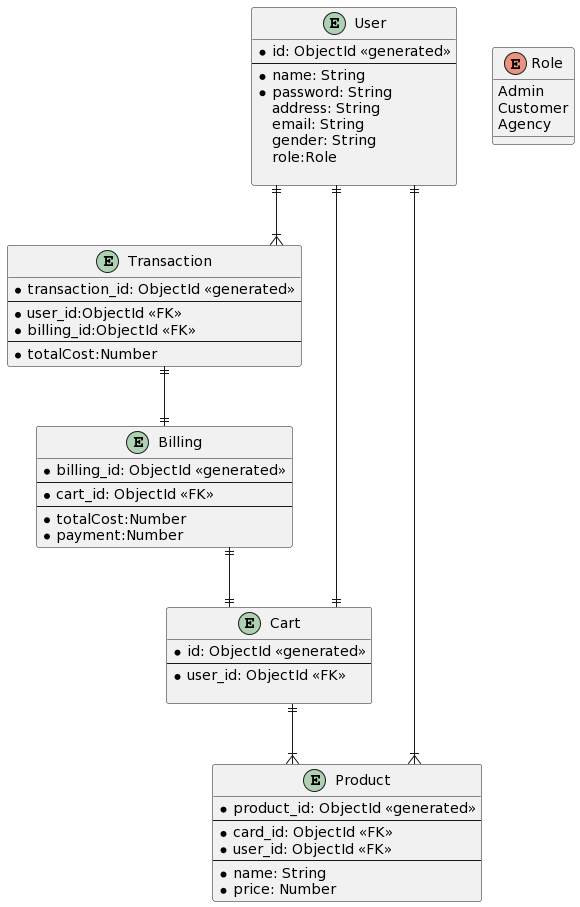 E User
* id: ObjectId «generated»
* name: String
* password: String
address: String
email: String
gender: String
role:Role
E Role
Admin
Customer
Agency
E Transaction
* transaction_id: ObjectId «generated»
* user_id:ObjectId «FK»
* billing_id:ObjectId «FK»
* totalCost:Number
E Billing
* billing_id: ObjectId «generated»
* cart_id: ObjectId «FK»
* totalCost:Number
* payment:Number
E Cart
* id: ObjectId «generated»
* user_id: ObjectId «FK»
E Product
* product_id: ObjectId «generated»
* card_id: ObjectId «FK»
* user_id: ObjectId «FK»
* name: String
* price: Number